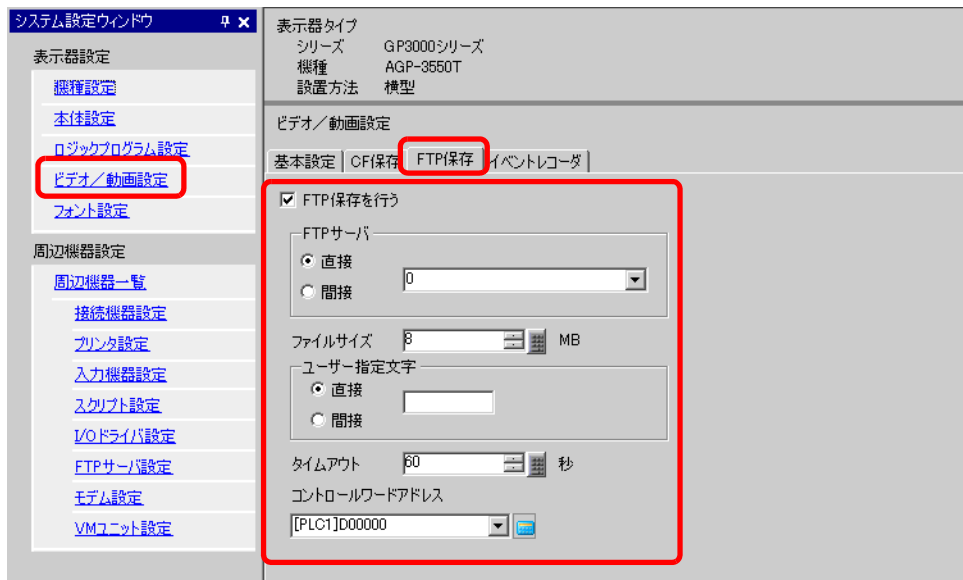 システム設定ウィンドウ
表示器設定
機種設定
本体設定
ロジックプログラム設定
ビデオ／動画設定
フォント設定
周辺機器設定
周辺機器一覧
接続機器設定
プリンタ設定
入力機器設定
スクリプト設定
I/Oドライバ設定
FTPサーバ設定
モデム設定
VMユニット設定
表示器タイプ
シリーズ GP3000シリーズ
機種 AGP-3550T
設置方法 横型
ビデオ／動画設定
基本設定 CF保存 FTP保存 イベントレコーダ
FTP保存を行う
FTPサーバ
直接
間接
0
ファイルサイズ 8 MB
ユーザー指定文字
直接
間接
タイムアウト 60 秒
コントロールワードアドレス
[PLC1]D00000